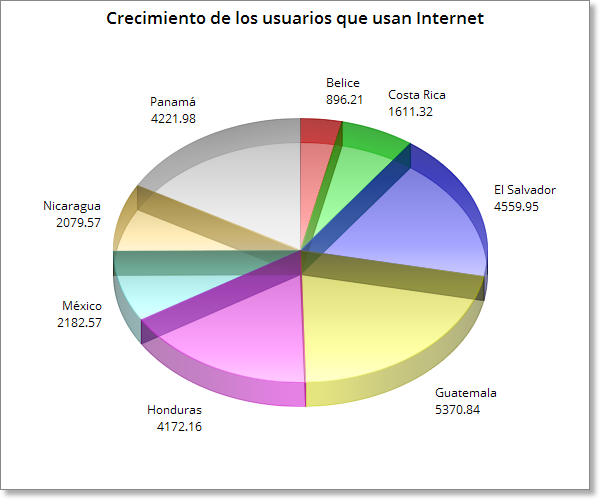 Crecimiento de los usuarios que usan Internet
Belice
896.21
Costa Rica
1611.32
El Salvador
4559.95
Guatemala
5370.84
Honduras
4172.16
México
2182.57
Nicaragua
2079.57
Panamá
4221.98